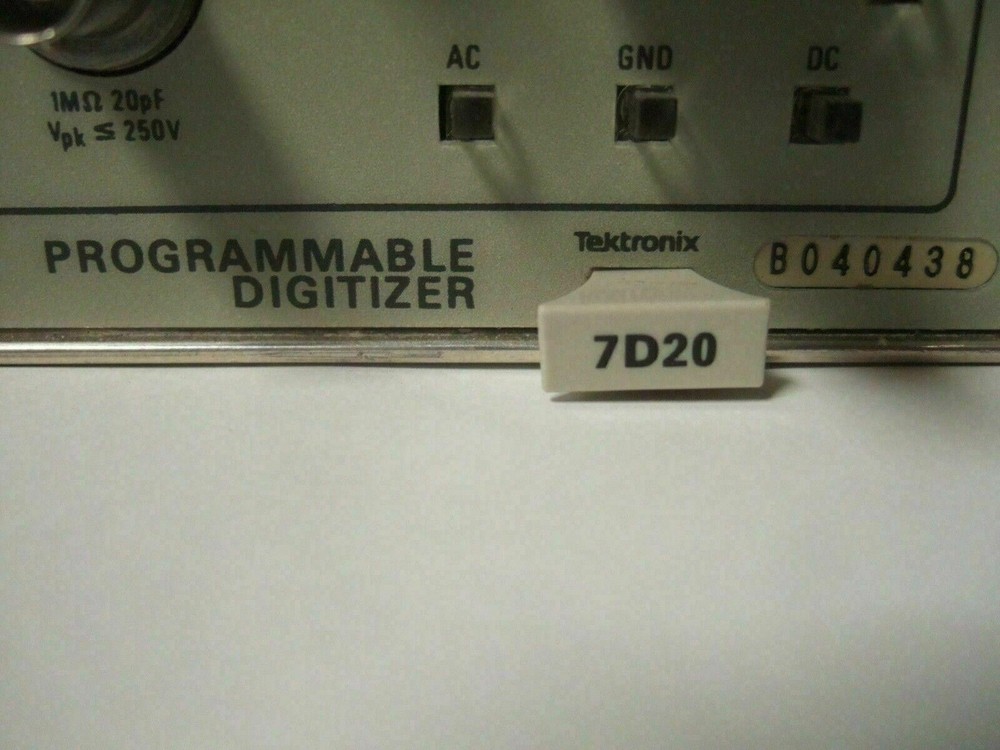 AC GND DC
1MΩ 20pF
Vpk ≤ 250V
PROGRAMMABLE
DIGITIZER
Tektronix
B040438
7D20